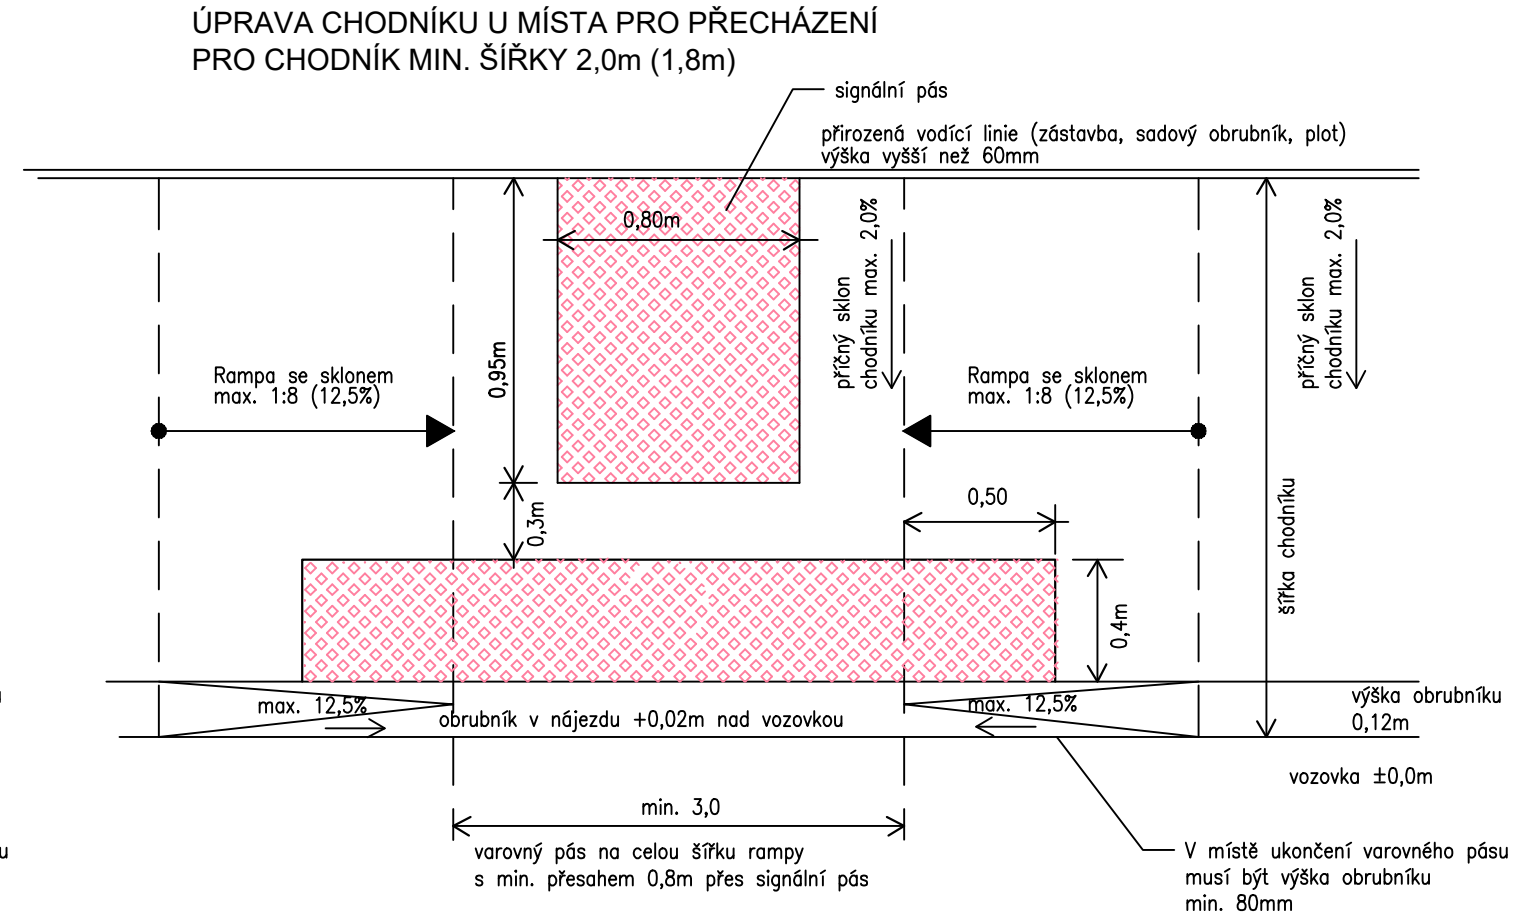 ÚPRAVA CHODNÍKU U MÍSTA PRO PŘECHÁZENÍ
PRO CHODNÍK MIN. ŠÍŘKY 2,0m (1,8m)
signální pás
přirozená vodící linie (zástavba, sadový obrubník, plot)
výška vyšší než 60mm
0,80m
příčný sklon
chodníku max. 2,0%
příčný sklon
chodníku max. 2,0%
0,95m
Rampa se sklonem
max. 1:8 (12,5%)
Rampa se sklonem
max. 1:8 (12,5%)
0,3m
0,50
šířka chodníku
0,4m
max. 12,5%
obrubník v nájezdu +0,02m nad vozovkou
max. 12,5%
výška obrubníku
0,12m
vozovka ±0,0m
min. 3,0
varovný pás na celou šířku rampy
s min. přesahem 0,8m přes signální pás
V místě ukončení varovného pásu
musí být výška obrubníku
min. 80mm